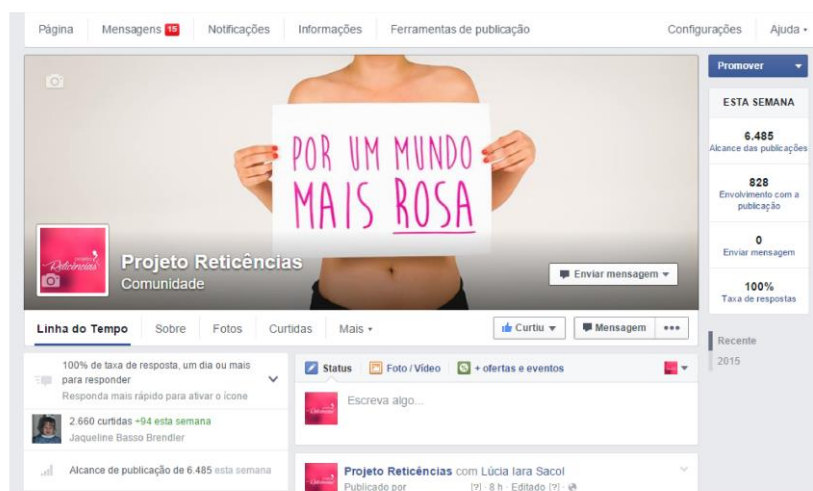 Página Mensagens 15 Notificações Informações Ferramentas de publicação Configurações Ajuda
Promover
ESTA SEMANA
6.485
Alcance das publicações
828
Envolvimento com a
publicação
0
Enviar mensagem
100%
Taxa de respostas
Recente
2015
POR UM MUNDO
MAIS ROSA
Reticências
Projeto Reticências
Comunidade
Enviar mensagem
Linha do Tempo Sobre Fotos Curtidas Mais
Curtiu Mensagem •••
100% de taxa de resposta, um dia ou mais
para responder
Responda mais rápido para ativar o ícone
2.660 curtidas +94 esta semana
Jaqueline Basso Brendler
Alcance de publicação de 6.485 esta semana
Status Foto / Vídeo + ofertas e eventos
Escreva algo...
Projeto Reticências com Lúcia Iara Sacol
Publicado por [?] · 8 h · Editado [?] ·